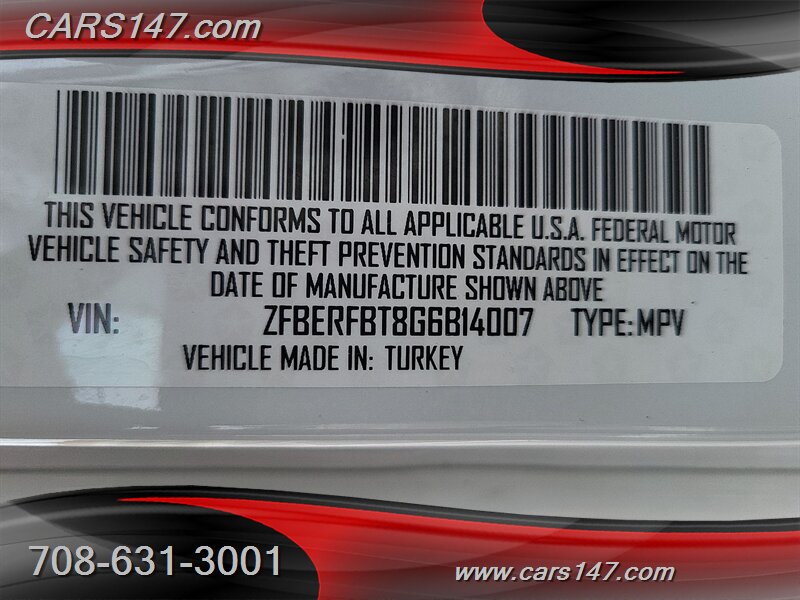 CARS147.com
THIS VEHICLE CONFORMS TO ALL APPLICABLE U.S.A. FEDERAL MOTOR
VEHICLE SAFETY AND THEFT PREVENTION STANDARDS IN EFFECT ON THE
DATE OF MANUFACTURE SHOWN ABOVE
VIN: ZFBERFBT8G6B14007 TYPE:MPV
VEHICLE MADE IN: TURKEY
708-631-3001
www.cars147.com